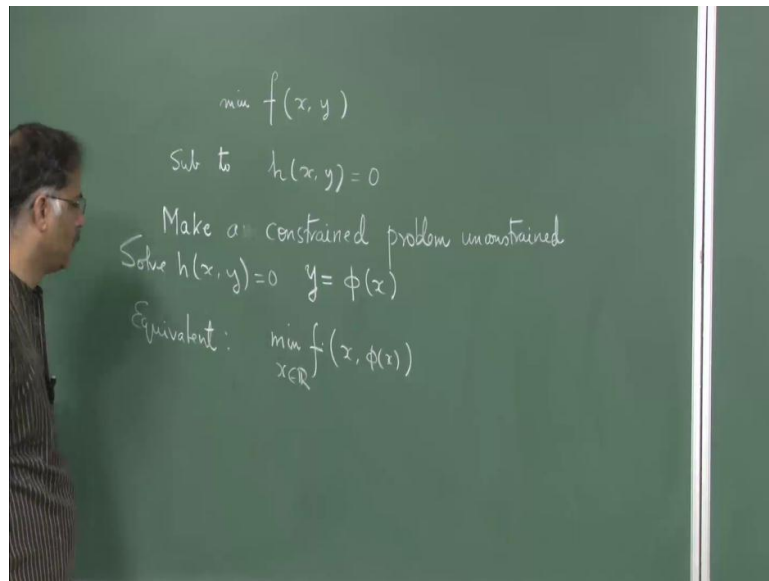 min f(x, y)
Sub to h(x, y) = 0
Make a constrained problem unconstrained
Solve h(x, y) = 0 y = φ(x)
Equivalent : min f(x, φ(x))
x∈ℝ